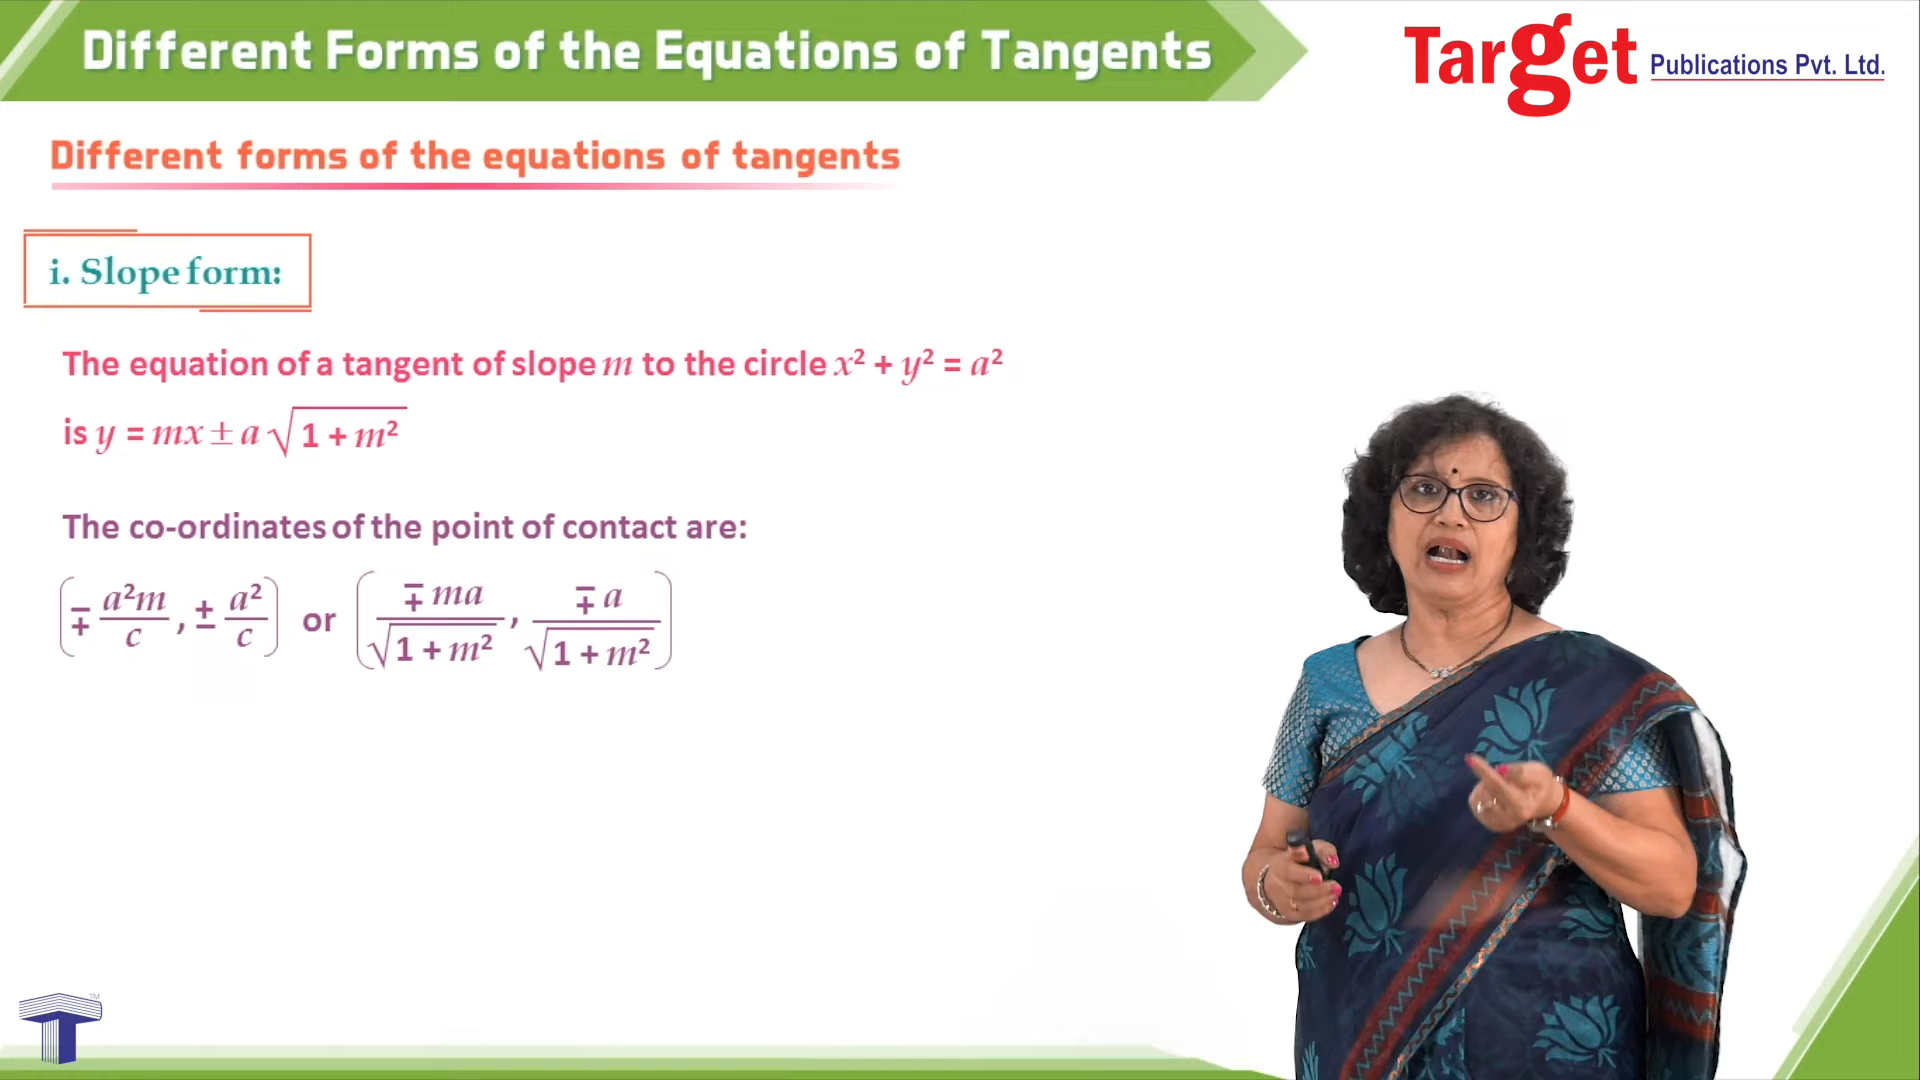 Different Forms of the Equations of Tangents
Target Publications Pvt. Ltd.
Different forms of the equations of tangents
i. Slope form:
The equation of a tangent of slope m to the circle x² + y² = a²
is y = mx ± a √(1 + m²)
The co-ordinates of the point of contact are:
(∓ a²m/c, ± a²/c) or (∓ ma/√(1 + m²), ∓ a/√(1 + m²))
T™